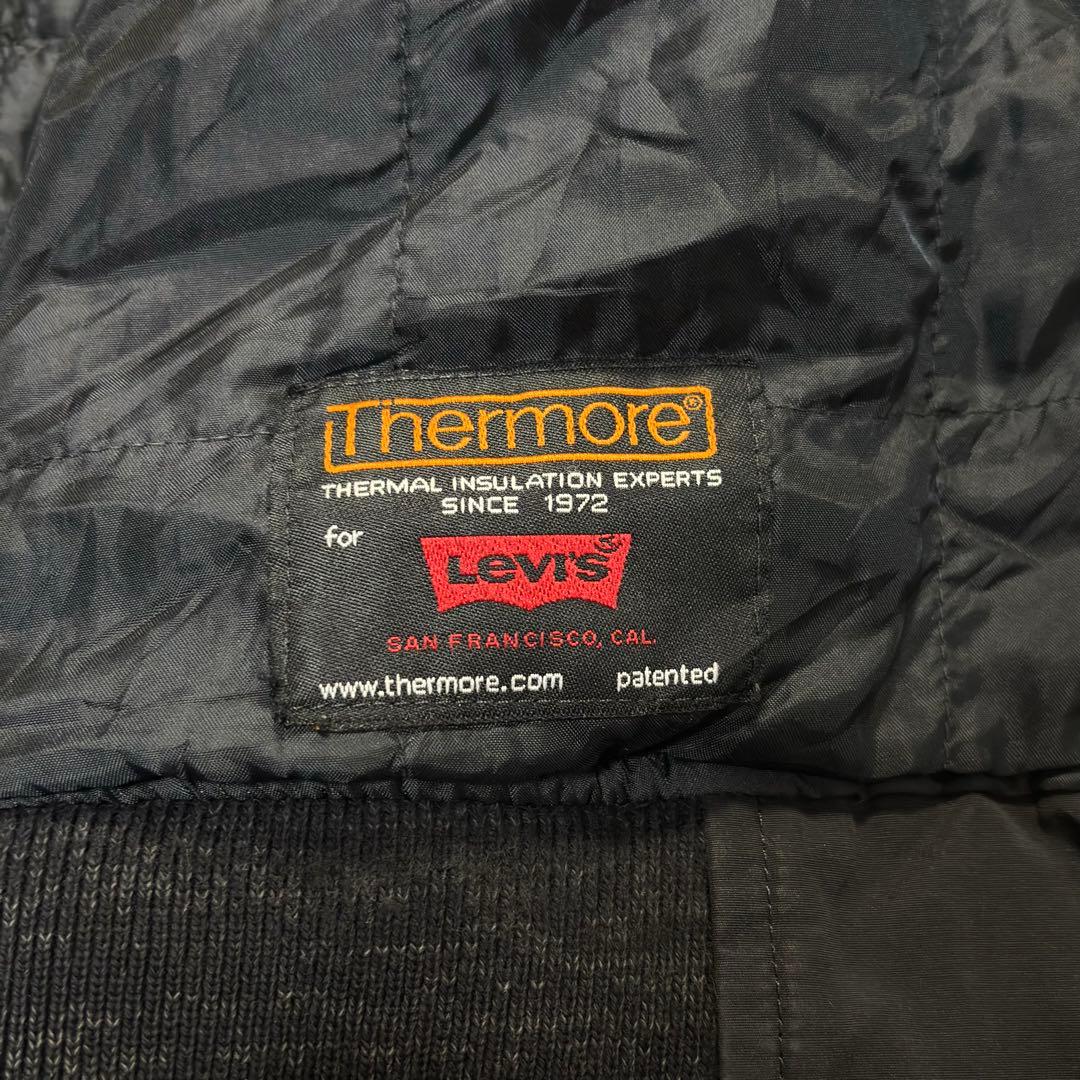 Thermore®
THERMAL INSULATION EXPERTS
SINCE 1972
for
Levi's®
SAN FRANCISCO, CAL.
www.thermore.com patented